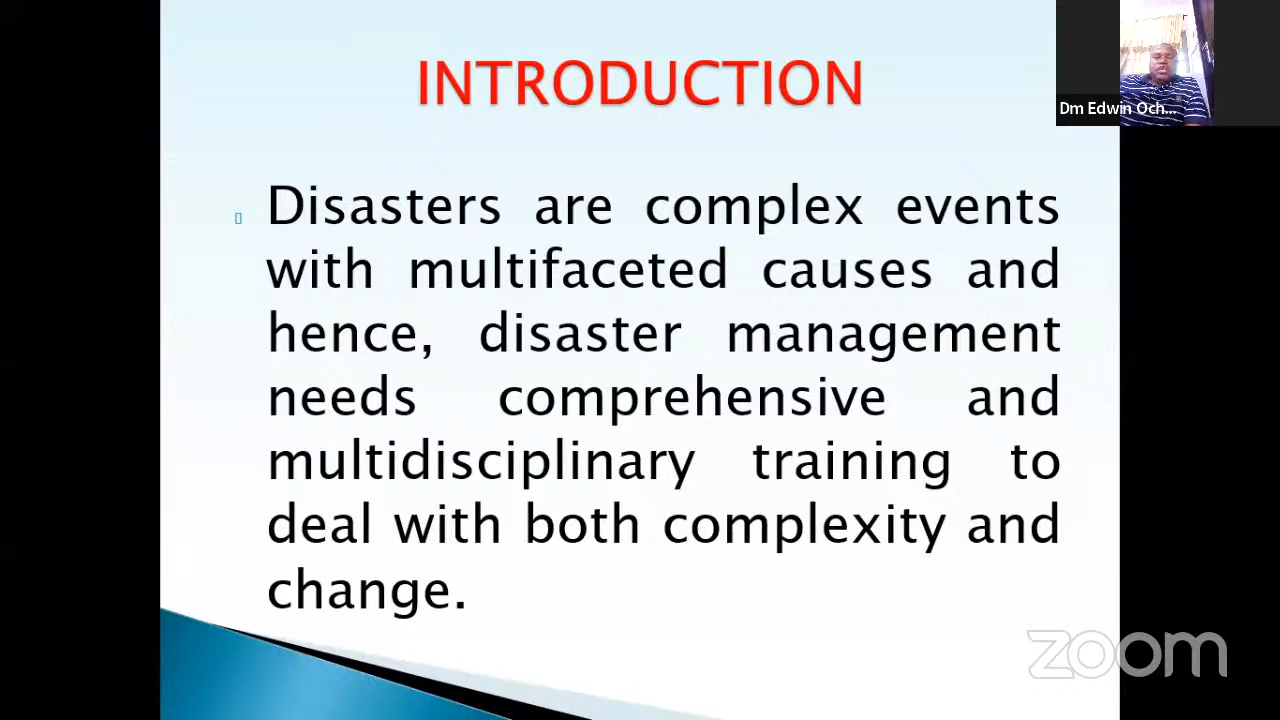 INTRODUCTION
Dm Edwin Och...
Disasters are complex events
with multifaceted causes and
hence, disaster management
needs comprehensive and
multidisciplinary training to
deal with both complexity and
change.
zoom